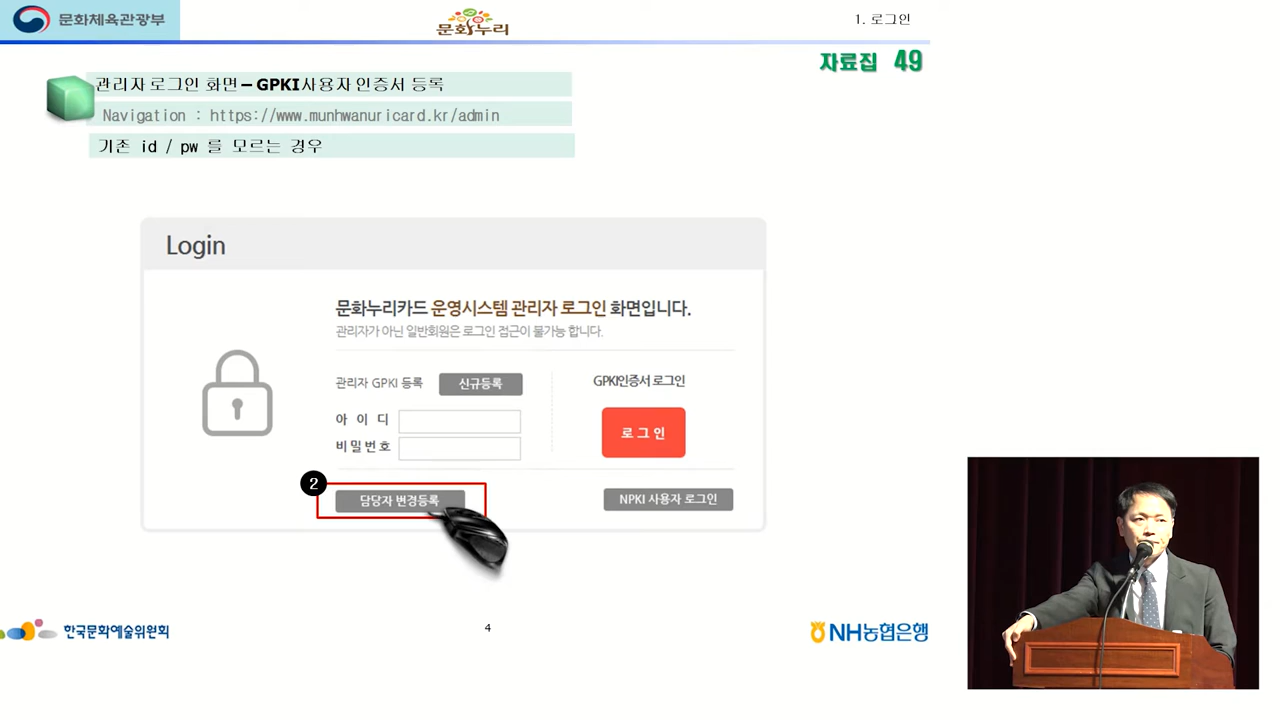 문화체육관광부
문화누리
1. 로그인
자료집 49
관리자 로그인 화면 – GPKI사용자 인증서 등록
Navigation : https://www.munhwanuricard.kr/admin
기존 id / pw 를 모르는 경우
Login
문화누리카드 운영시스템 관리자 로그인 화면입니다.
관리자가 아닌 일반회원은 로그인 접근이 불가능 합니다.
관리자 GPKI 등록 신규등록
GPKI인증서 로그인
아 이 디
로그인
비밀번호
2
담당자 변경등록
NPKI 사용자 로그인
한국문화예술위원회
4
NH농협은행